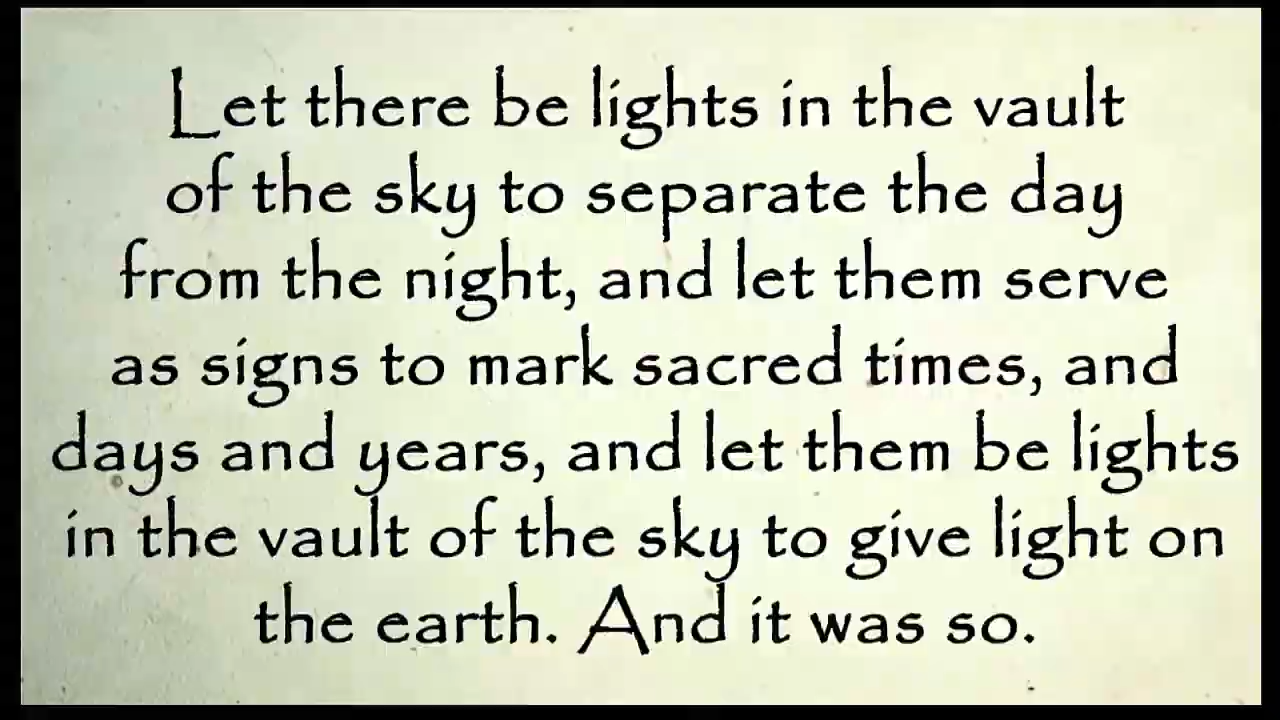 Let there be lights in the vault
of the sky to separate the day
from the night, and let them serve
as signs to mark sacred times, and
days and years, and let them be lights
in the vault of the sky to give light on
the earth. And it was so.